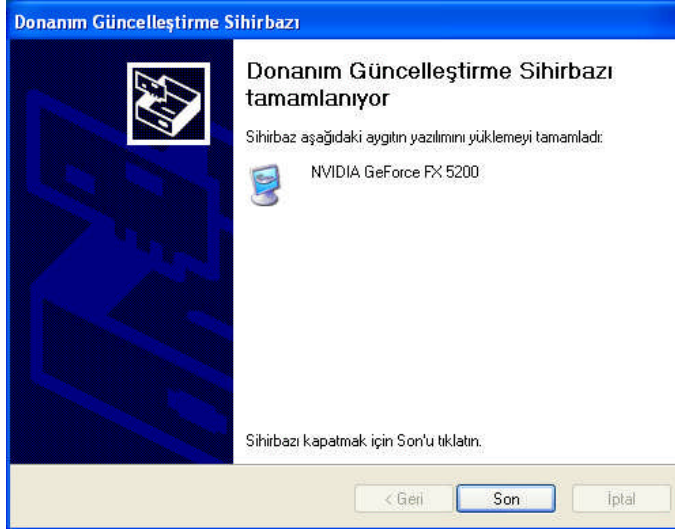 Donanım Güncelleştirme Sihirbazı
Donanım Güncelleştirme Sihirbazı
tamamlanıyor
Sihirbaz aşağıdaki aygıtın yazılımını yüklemeyi tamamladı:
NVIDIA GeForce FX 5200
Sihirbazı kapatmak için Son'u tıklatın.
< Geri
Son
İptal